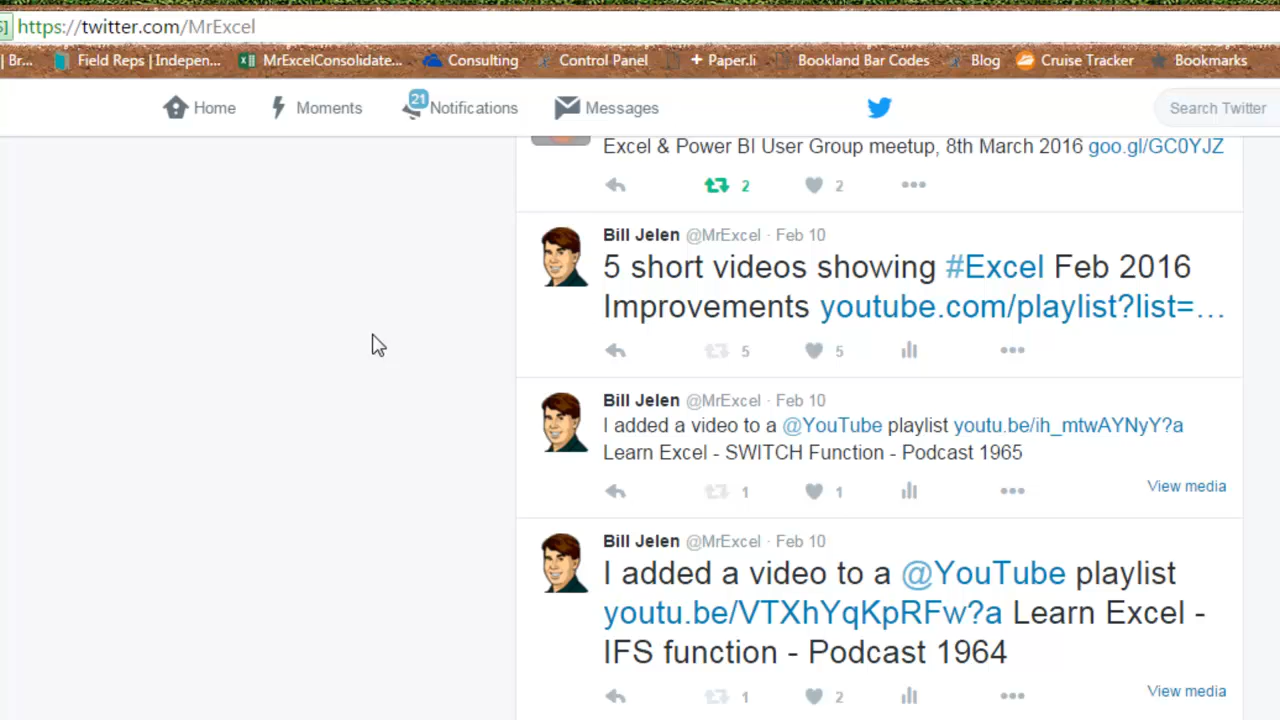 https://twitter.com/MrExcel
| Br... Field Reps | Indepen... MrExcelConsolidate... Consulting Control Panel + Paper.li Bookland Bar Codes Blog Cruise Tracker Bookmarks
Home Moments 21 Notifications Messages Search Twitter
Excel & Power BI User Group meetup, 8th March 2016 goo.gl/GC0YJZ
2 2
Bill Jelen @MrExcel · Feb 10
5 short videos showing #Excel Feb 2016
Improvements youtube.com/playlist?list=...
5 5
Bill Jelen @MrExcel · Feb 10
I added a video to a @YouTube playlist youtu.be/ih_mtwAYNyY?a
Learn Excel - SWITCH Function - Podcast 1965
View media
1 1
Bill Jelen @MrExcel · Feb 10
I added a video to a @YouTube playlist
youtu.be/VTXhYqKpRFw?a Learn Excel -
IFS function - Podcast 1964
View media
1 2